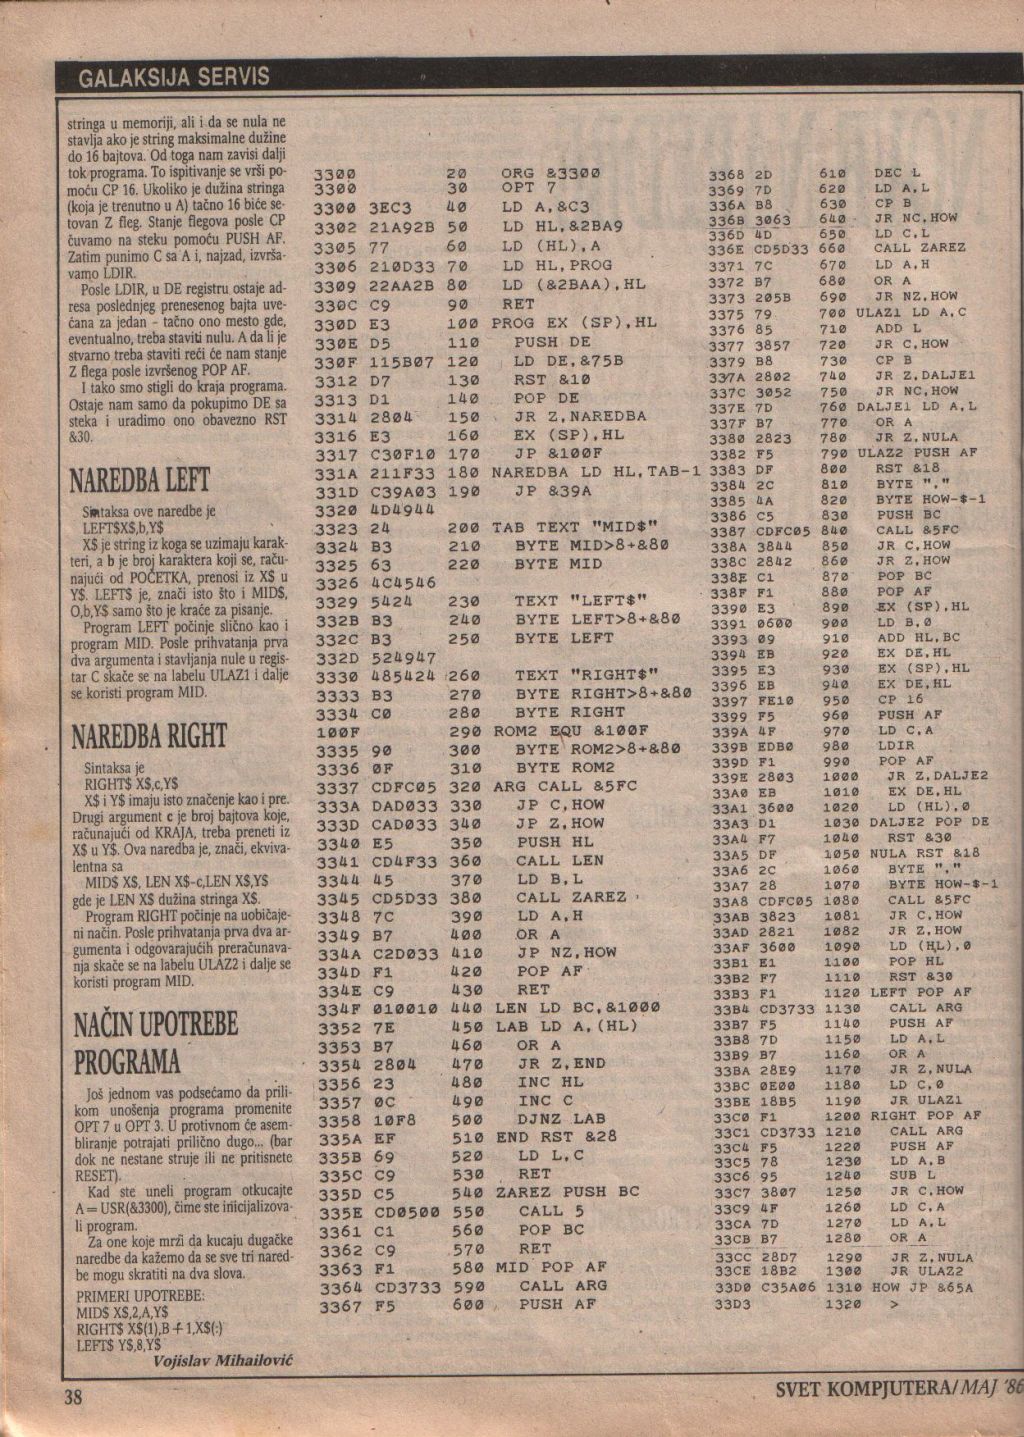 GALAKSIJA SERVIS
stringa u memoriji, ali i da se nula ne
stavlja ako je string maksimalne dužine
do 16 bajtova. Od toga nam zavisi dalji
tok programa. To ispitivanje se vrši po-
moću CP 16. Ukoliko je dužina stringa
(koja je trenutno u A) tačno 16 biće se-
tovan Z fleg. Stanje flegova posle CP
čuvamo na steku pomoću PUSH AF.
Zatim punimo C sa A i, najzad, izvrša-
vamo LDIR.
Posle LDIR, u DE registru ostaje ad-
resa poslednjeg prenesenog bajta uve-
ćana za jedan – tačno ono mesto gde,
eventualno, treba staviti nulu. A da li je
stvarno treba staviti reći će nam stanje
Z flega posle izvršenog POP AF.
I tako smo stigli do kraja programa.
Ostaje nam samo da pokupimo DE sa
steka i uradimo ono obavezno RST
&30.
NAREDBA LEFT
Sintaksa ove naredbe je
LEFT$X$,b,Y$
X$ je string iz koga se uzimaju karak-
teri, a b je broj karaktera koji se, raču-
najući od POČETKA, prenosi iz X$ u
Y$. LEFT$ je, znači isto što i MID$,
O,b,Y$ samo što je kraće za pisanje.
Program LEFT počinje slično kao i
program MID. Posle prihvatanja prva
dva argumenta i stavljanja nule u regis-
tar C skače se na labelu ULAZ1 i dalje
se koristi program MID.
NAREDBA RIGHT
Sintaksa je
RIGHT$ X$,c,Y$
X$ i Y$ imaju isto značenje kao i pre.
Drugi argument c je broj bajtova koje,
računajući od KRAJA, treba preneti iz
X$ u Y$. Ova naredba je, znači, ekviva-
lentna sa
MID$ X$, LEN X$-c,LEN X$,Y$
gde je LEN X$ dužina stringa X$.
Program RIGHT počinje na uobičaje-
ni način. Posle prihvatanja prva dva ar-
gumenta i odgovarajućih preračunava-
nja skače se na labelu ULAZ2 i dalje se
koristi program MID.
NAČIN UPOTREBE
PROGRAMA
Još jednom vas podsećamo da prili-
kom unošenja programa promenite
OPT 7 u OPT 3. U protivnom će asem-
bliranje potrajati prilično dugo... (bar
dok ne nestane struje ili ne pritisnete
RESET).
Kad ste uneli program otkucajte
A=USR(&3300), čime ste inicijalizova-
li program.
Za one koje mrzi da kucaju dugačke
naredbe da kažemo da se sve tri nared-
be mogu skratiti na dva slova.
PRIMERI UPOTREBE:
MID$ X$,2,A,Y$
RIGHT$ X$(1),B+1,X$(:)
LEFT$ Y$,8,Y$
Vojislav Mihailović
3300 20 ORG &3300
3300 30 OPT 7
3300 3EC3 40 LD A,&C3
3302 21A92B 50 LD HL,&2BA9
3305 77 60 LD (HL),A
3306 210D33 70 LD HL,PROG
3309 22AA2B 80 LD (&2BAA),HL
330C C9 90 RET
330D E3 100 PROG EX (SP),HL
330E D5 110 PUSH DE
330F 115B07 120 LD DE,&75B
3312 D7 130 RST &10
3313 D1 140 POP DE
3314 2804 150 JR Z,NAREDBA
3316 E3 160 EX (SP),HL
3317 C30F10 170 JP &100F
331A 211F33 180 NAREDBA LD HL,TAB-1
331D C39A03 190 JP &39A
3320 4D4944
3323 24 200 TAB TEXT "MID$"
3324 B3 210 BYTE MID>8+&80
3325 63 220 BYTE MID
3326 4C4546
3329 5424 230 TEXT "LEFT$"
332B B3 240 BYTE LEFT>8+&80
332C B3 250 BYTE LEFT
332D 524947
3330 485424 260 TEXT "RIGHT$"
3333 B3 270 BYTE RIGHT>8+&80
3334 C0 280 BYTE RIGHT
100F 290 ROM2 EQU &100F
3335 90 300 BYTE ROM2>8+&80
3336 0F 310 BYTE ROM2
3337 CDFC05 320 ARG CALL &5FC
333A DAD033 330 JP C,HOW
333D CAD033 340 JP Z,HOW
3340 E5 350 PUSH HL
3341 CD4F33 360 CALL LEN
3344 45 370 LD B,L
3345 CD5D33 380 CALL ZAREZ
3348 7C 390 LD A,H
3349 B7 400 OR A
334A C2D033 410 JP NZ,HOW
334D F1 420 POP AF
334E C9 430 RET
334F 010010 440 LEN LD BC,&1000
3352 7E 450 LAB LD A,(HL)
3353 B7 460 OR A
3354 2804 470 JR Z,END
3356 23 480 INC HL
3357 0C 490 INC C
3358 10F8 500 DJNZ LAB
335A EF 510 END RST &28
335B 69 520 LD L,C
335C C9 530 RET
335D C5 540 ZAREZ PUSH BC
335E CD0500 550 CALL 5
3361 C1 560 POP BC
3362 C9 570 RET
3363 F1 580 MID POP AF
3364 CD3733 590 CALL ARG
3367 F5 600 PUSH AF
3368 2D 610 DEC L
3369 7D 620 LD A,L
336A B8 630 CP B
336B 3063 640 JR NC,HOW
336D 4D 650 LD C,L
336E CD5D33 660 CALL ZAREZ
3371 7C 670 LD A,H
3372 B7 680 OR A
3373 205B 690 JR NZ,HOW
3375 79 700 ULAZ1 LD A,C
3376 85 710 ADD L
3377 3857 720 JR C,HOW
3379 B8 730 CP B
337A 2802 740 JR Z,DALJE1
337C 3052 750 JR NC,HOW
337E 7D 760 DALJE1 LD A,L
337F B7 770 OR A
3380 2823 780 JR Z,NULA
3382 F5 790 ULAZ2 PUSH AF
3383 DF 800 RST &18
3384 2C 810 BYTE ","
3385 4A 820 BYTE HOW-$-1
3386 C5 830 PUSH BC
3387 CDFC05 840 CALL &5FC
338A 3844 850 JR C,HOW
338C 2842 860 JR Z,HOW
338E C1 870 POP BC
338F F1 880 POP AF
3390 E3 890 EX (SP),HL
3391 0600 900 LD B,0
3393 09 910 ADD HL,BC
3394 EB 920 EX DE,HL
3395 E3 930 EX (SP),HL
3396 EB 940 EX DE,HL
3397 FE10 950 CP 16
3399 F5 960 PUSH AF
339A 4F 970 LD C,A
339B EDB0 980 LDIR
339D F1 990 POP AF
339E 2803 1000 JR Z,DALJE2
33A0 EB 1010 EX DE,HL
33A1 3600 1020 LD (HL),0
33A3 D1 1030 DALJE2 POP DE
33A4 F7 1040 RST &30
33A5 DF 1050 NULA RST &18
33A6 2C 1060 BYTE ","
33A7 28 1070 BYTE HOW-$-1
33A8 CDFC05 1080 CALL &5FC
33AB 3823 1081 JR C,HOW
33AD 2821 1082 JR Z,HOW
33AF 3600 1090 LD (HL),0
33B1 E1 1100 POP HL
33B2 F7 1110 RST &30
33B3 F1 1120 LEFT POP AF
33B4 CD3733 1130 CALL ARG
33B7 F5 1140 PUSH AF
33B8 7D 1150 LD A,L
33B9 B7 1160 OR A
33BA 28E9 1170 JR Z,NULA
33BC 0E00 1180 LD C,0
33BE 18B5 1190 JR ULAZ1
33C0 F1 1200 RIGHT POP AF
33C1 CD3733 1210 CALL ARG
33C4 F5 1220 PUSH AF
33C5 78 1230 LD A,B
33C6 95 1240 SUB L
33C7 3807 1250 JR C,HOW
33C9 4F 1260 LD C,A
33CA 7D 1270 LD A,L
33CB B7 1280 OR A
33CC 28D7 1290 JR Z,NULA
33CE 18B2 1300 JR ULAZ2
33D0 C35A06 1310 HOW JP &65A
33D3 1320 >
38
SVET KOMPJUTERA/MAJ '86